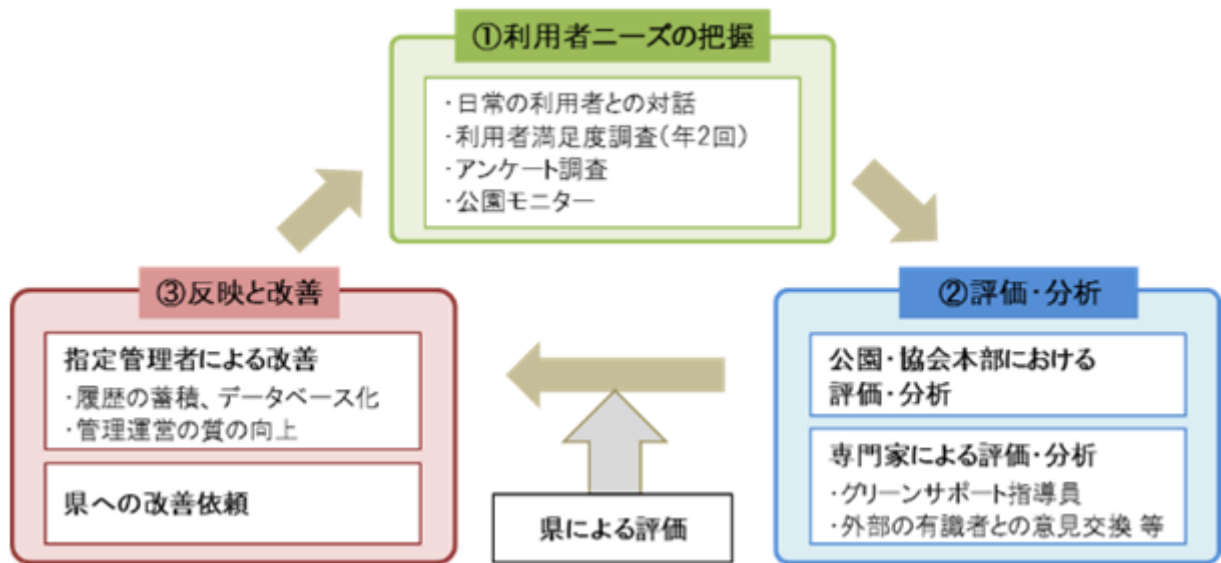 ①利用者ニーズの把握
・日常の利用者との対話
・利用者満足度調査(年2回)
・アンケート調査
・公園モニター
②評価・分析
公園・協会本部における
評価・分析
専門家による評価・分析
・グリーンサポート指導員
・外部の有識者との意見交換 等
③反映と改善
指定管理者による改善
・履歴の蓄積、データベース化
・管理運営の質の向上
県への改善依頼
県による評価